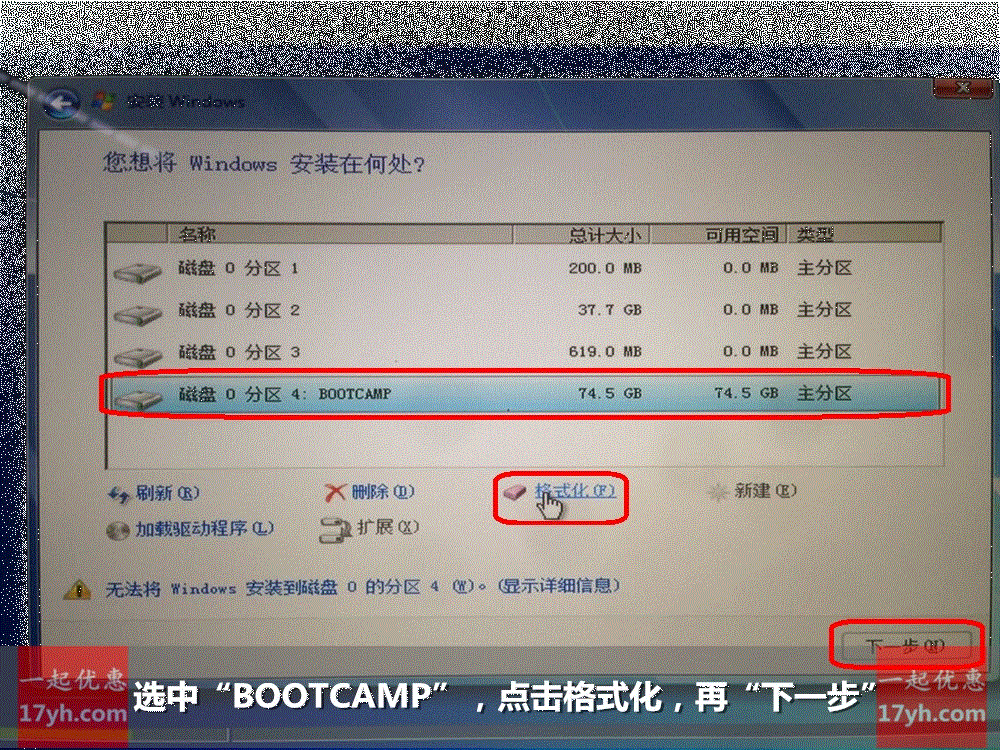 安装 Windows
您想将 Windows 安装在何处?
名称 总计大小 可用空间 类型
磁盘 0 分区 1 200.0 MB 0.0 MB 主分区
磁盘 0 分区 2 37.7 GB 0.0 MB 主分区
磁盘 0 分区 3 619.0 MB 0.0 MB 主分区
磁盘 0 分区 4: BOOTCAMP 74.5 GB 74.5 GB 主分区
刷新(R) 删除(D) 格式化(F) 新建(E)
加载驱动程序(L) 扩展(X)
无法将 Windows 安装到磁盘 0 的分区 4 (W)。(显示详细信息)
下一步(N)
一起优惠 一起优惠
17yh.com 17yh.com
选中“BOOTCAMP”，点击格式化，再“下一步”